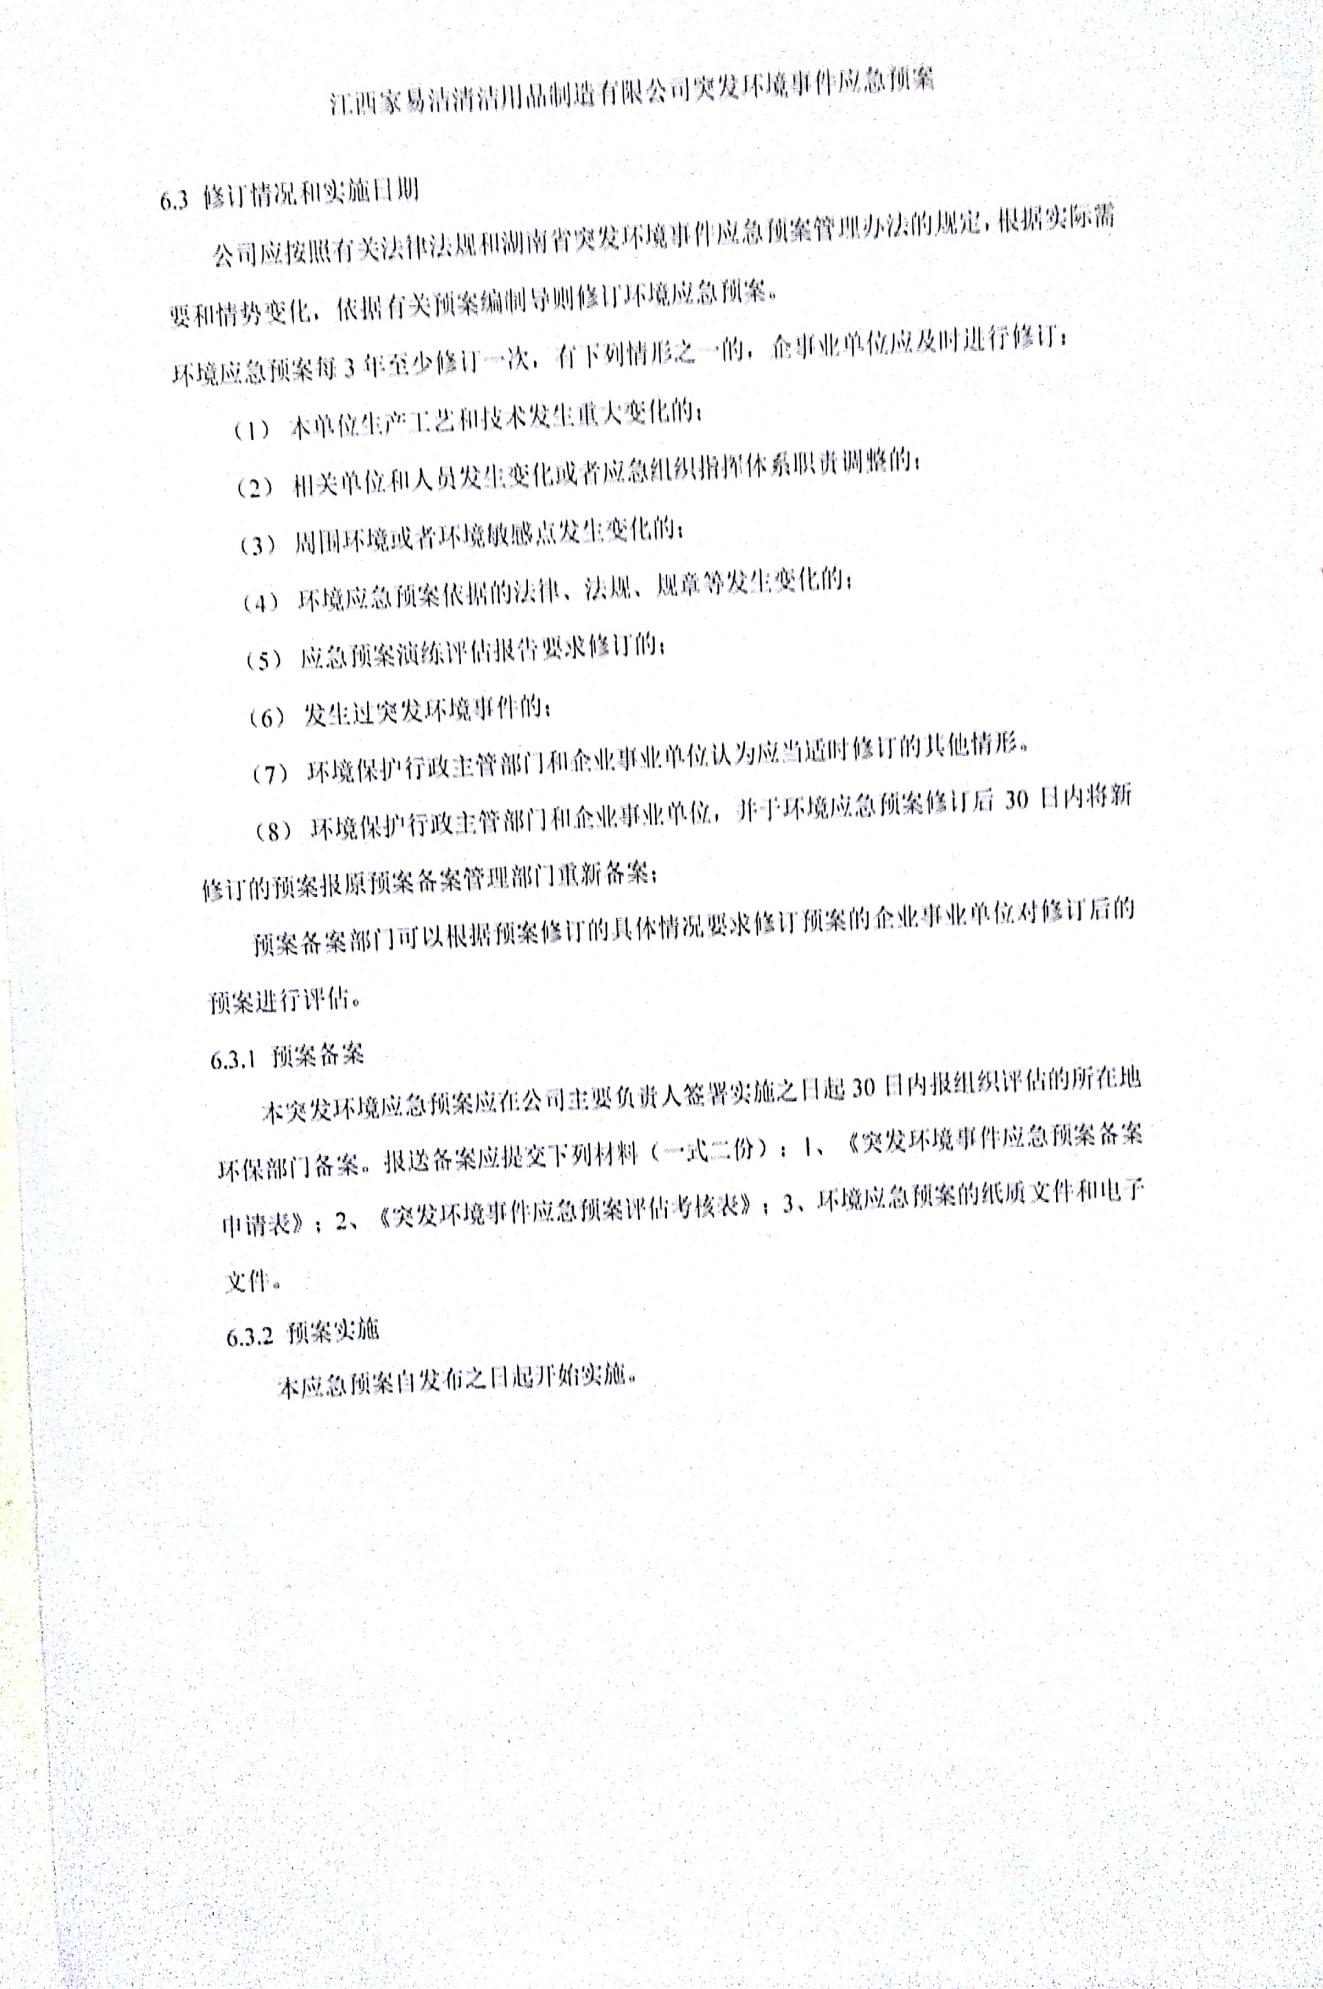 江西家易洁清洁用品制造有限公司突发环境事件应急预案
6.3 修订情况和实施日期
公司应按照有关法律法规和湖南省突发环境事件应急预案管理办法的规定，根据实际需
要和情势变化，依据有关预案编制导则修订环境应急预案。
环境应急预案每 3 年至少修订一次，有下列情形之一的，企事业单位应及时进行修订：
（1） 本单位生产工艺和技术发生重大变化的；
（2） 相关单位和人员发生变化或者应急组织指挥体系职责调整的；
（3） 周围环境或者环境敏感点发生变化的；
（4） 环境应急预案依据的法律、法规、规章等发生变化的；
（5） 应急预案演练评估报告要求修订的；
（6） 发生过突发环境事件的；
（7） 环境保护行政主管部门和企业事业单位认为应当适时修订的其他情形。
（8） 环境保护行政主管部门和企业事业单位，并于环境应急预案修订后 30 日内将新
修订的预案报原预案备案管理部门重新备案；
预案备案部门可以根据预案修订的具体情况要求修订预案的企业事业单位对修订后的
预案进行评估。
6.3.1 预案备案
本突发环境应急预案应在公司主要负责人签署实施之日起 30 日内报组织评估的所在地
环保部门备案。报送备案应提交下列材料（一式二份）：1、《突发环境事件应急预案备案
申请表》；2、《突发环境事件应急预案评估考核表》；3、环境应急预案的纸质文件和电子
文件。
6.3.2 预案实施
本应急预案自发布之日起开始实施。